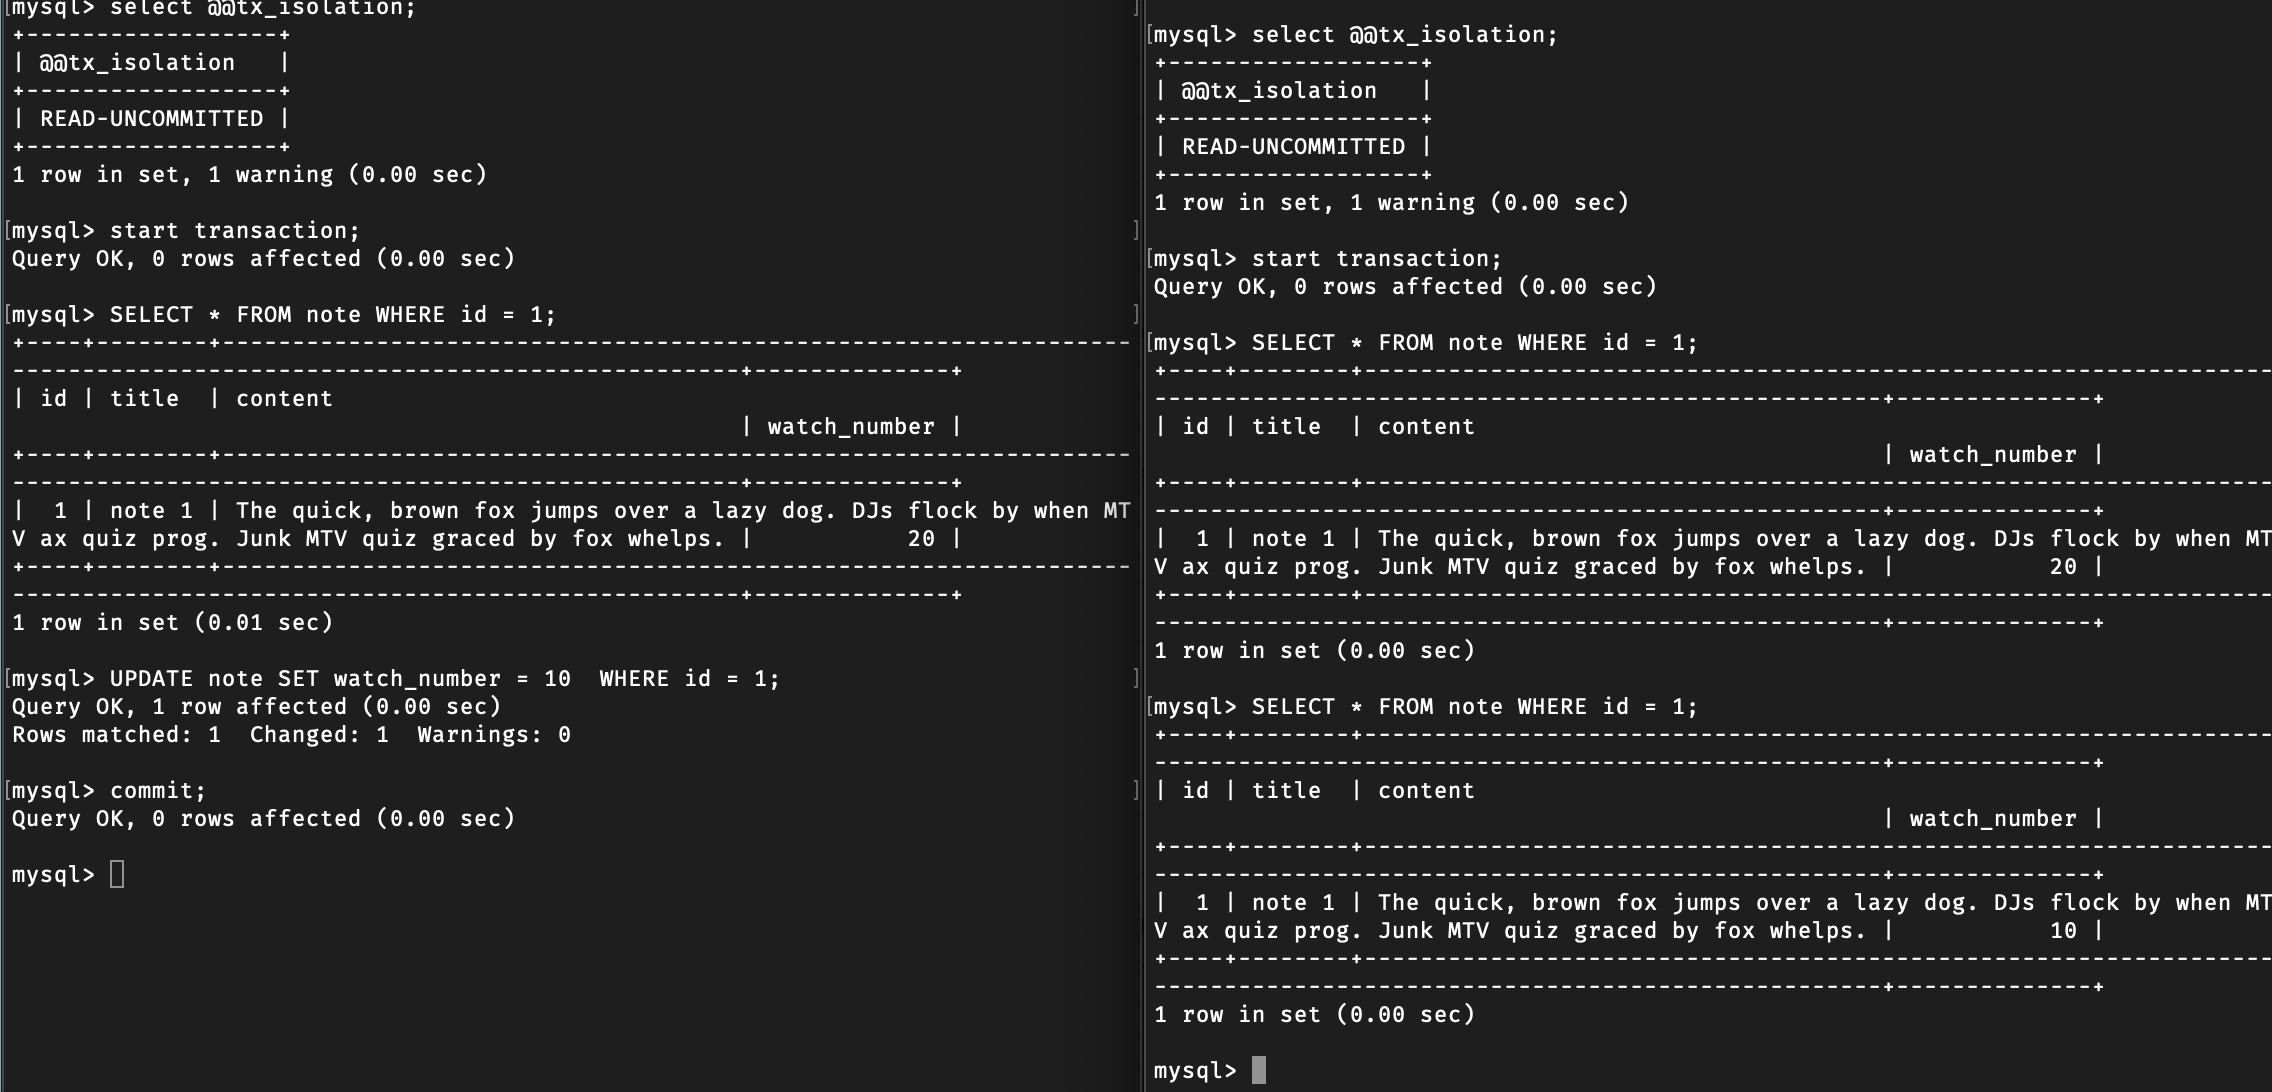 [mysql> select @@tx_isolation; ]
+------------------+
| @@tx_isolation   |
+------------------+
| READ-UNCOMMITTED |
+------------------+
1 row in set, 1 warning (0.00 sec)
[mysql> start transaction; ]
Query OK, 0 rows affected (0.00 sec)
[mysql> SELECT * FROM note WHERE id = 1; ]
+----+--------+-----------------------------------------------------------------
----------------------------------------------------+--------------+
| id | title  | content
| watch_number |
+----+--------+-----------------------------------------------------------------
----------------------------------------------------+--------------+
|  1 | note 1 | The quick, brown fox jumps over a lazy dog. DJs flock by when MT
V ax quiz prog. Junk MTV quiz graced by fox whelps. |           20 |
+----+--------+-----------------------------------------------------------------
----------------------------------------------------+--------------+
1 row in set (0.01 sec)
[mysql> UPDATE note SET watch_number = 10  WHERE id = 1; ]
Query OK, 1 row affected (0.00 sec)
Rows matched: 1  Changed: 1  Warnings: 0
[mysql> commit; ]
Query OK, 0 rows affected (0.00 sec)
mysql>
[mysql> select @@tx_isolation;
+------------------+
| @@tx_isolation   |
+------------------+
| READ-UNCOMMITTED |
+------------------+
1 row in set, 1 warning (0.00 sec)
[mysql> start transaction;
Query OK, 0 rows affected (0.00 sec)
[mysql> SELECT * FROM note WHERE id = 1;
+----+--------+-----------------------------------------------------------------
----------------------------------------------------+--------------+
| id | title  | content
| watch_number |
+----+--------+-----------------------------------------------------------------
----------------------------------------------------+--------------+
|  1 | note 1 | The quick, brown fox jumps over a lazy dog. DJs flock by when MT
V ax quiz prog. Junk MTV quiz graced by fox whelps. |           20 |
+----+--------+-----------------------------------------------------------------
----------------------------------------------------+--------------+
1 row in set (0.00 sec)
[mysql> SELECT * FROM note WHERE id = 1;
+----+--------+-----------------------------------------------------------------
----------------------------------------------------+--------------+
| id | title  | content
| watch_number |
+----+--------+-----------------------------------------------------------------
----------------------------------------------------+--------------+
|  1 | note 1 | The quick, brown fox jumps over a lazy dog. DJs flock by when MT
V ax quiz prog. Junk MTV quiz graced by fox whelps. |           10 |
+----+--------+-----------------------------------------------------------------
----------------------------------------------------+--------------+
1 row in set (0.00 sec)
mysql>